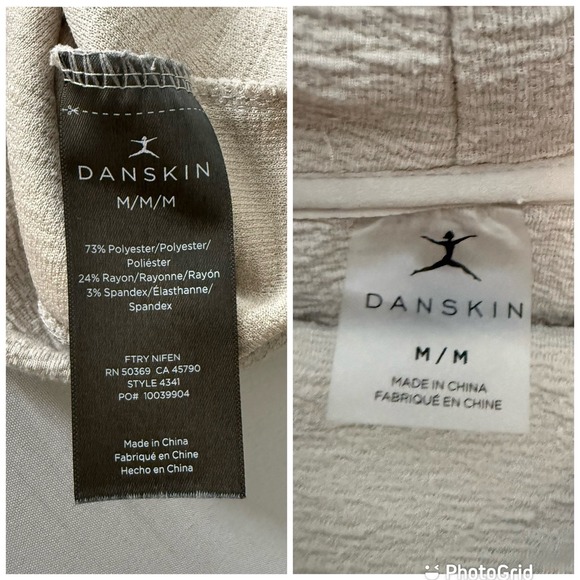 DANSKIN
M/M/M
73% Polyester/Polyester/
Poliéster
24% Rayon/Rayonne/Rayón
3% Spandex/Élasthanne/
Spandex
FTRY NIFEN
RN 50369 CA 45790
STYLE 4341
PO# 10039904
Made in China
Fabriqué en Chine
Hecho en China
DANSKIN
M/M
MADE IN CHINA
FABRIQUÉ EN CHINE
PhotoGrid